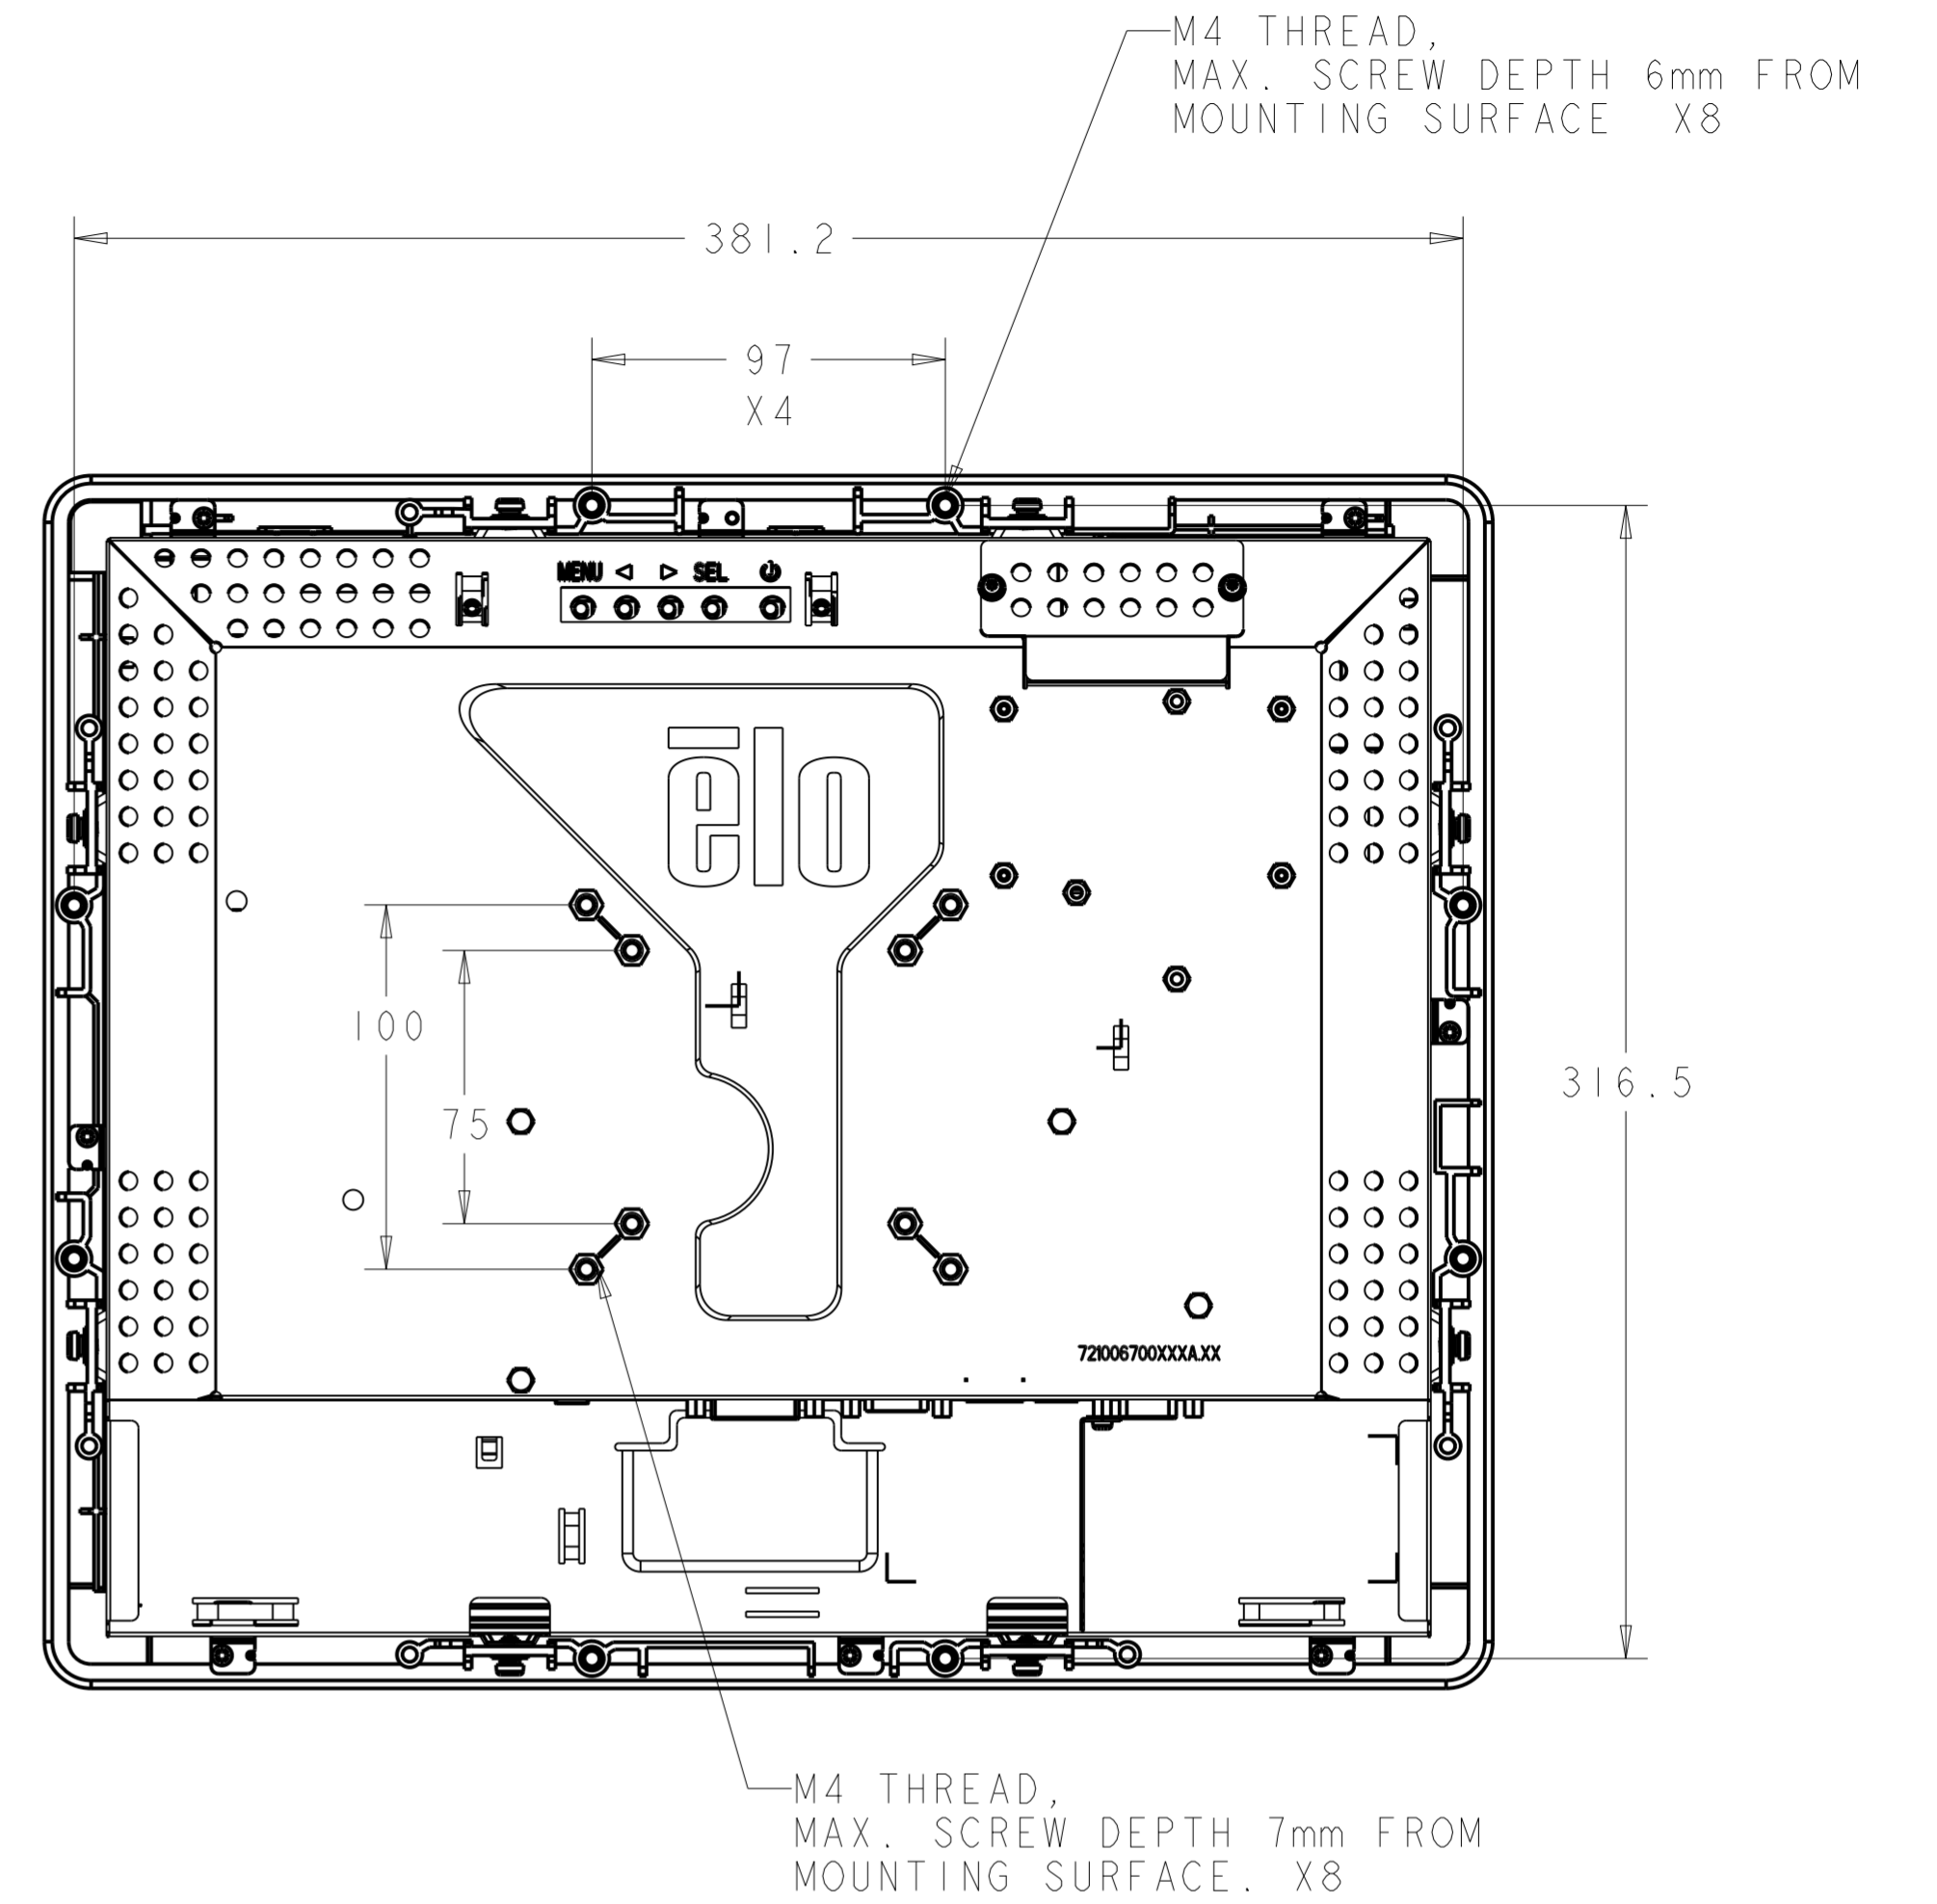 M4 THREAD,
MAX. SCREW DEPTH 6mm FROM
MOUNTING SURFACE X8
381.2
97
X4
MENU SEL
elo
100
75
316.5
721006700XXXA.XX
M4 THREAD,
MAX. SCREW DEPTH 7mm FROM
MOUNTING SURFACE. X8